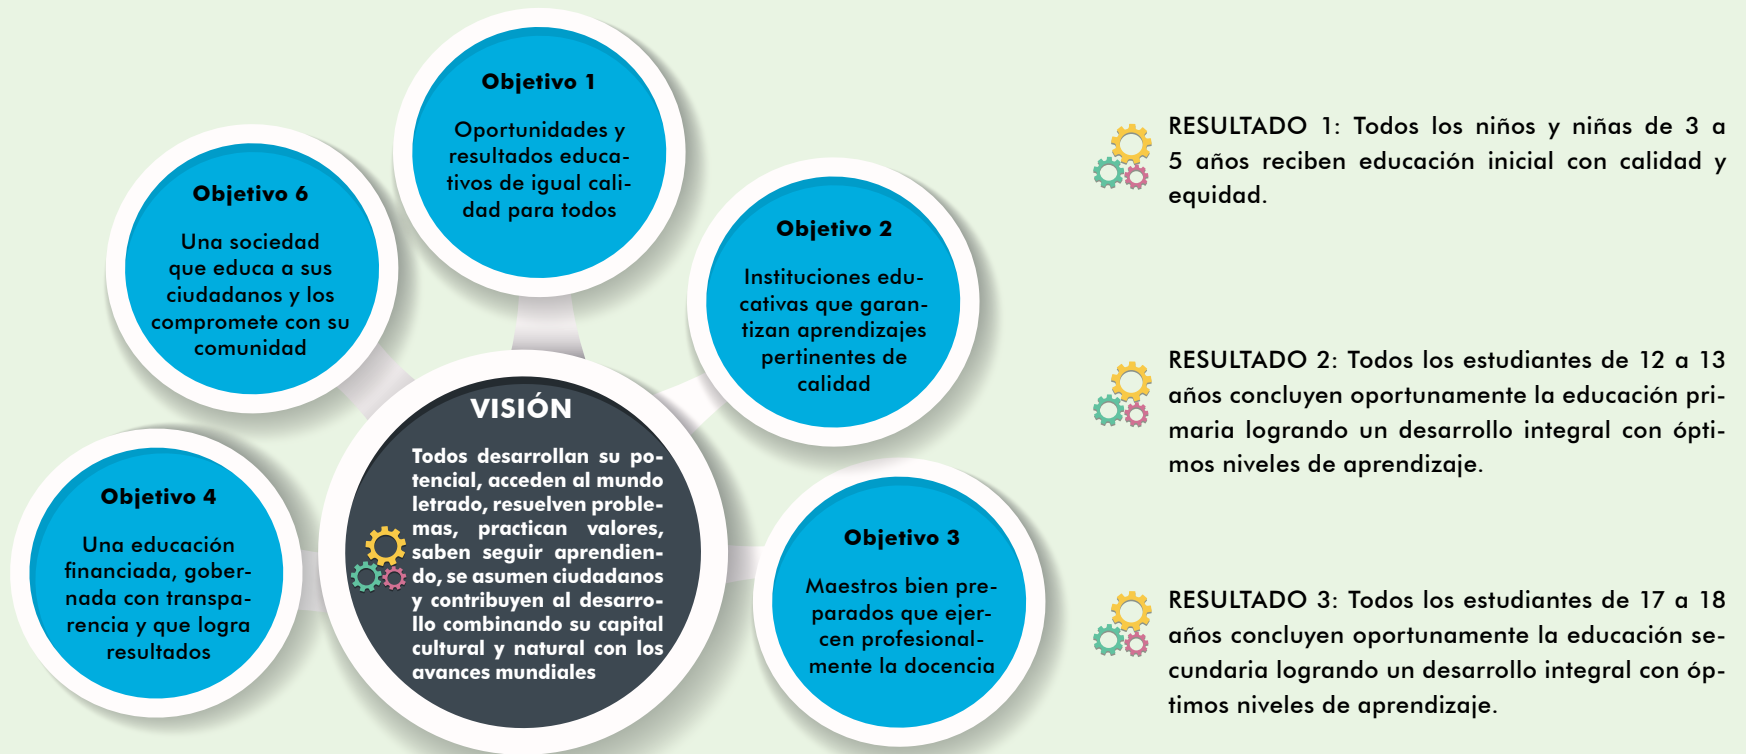 Objetivo 1
Oportunidades y
resultados educa-
tivos de igual cali-
dad para todos
Objetivo 2
Instituciones edu-
cativas que garan-
tizan aprendizajes
pertinentes de
calidad
Objetivo 3
Maestros bien pre-
parados que ejer-
cen profesional-
mente la docencia
Objetivo 4
Una educación
financiada, gober-
nada con transpa-
rencia y que logra
resultados
Objetivo 6
Una sociedad
que educa a sus
ciudadanos y los
compromete con su
comunidad
VISIÓN
Todos desarrollan su po-
tencial, acceden al mundo
letrado, resuelven proble-
mas, practican valores,
saben seguir aprendien-
do, se asumen ciudadanos
y contribuyen al desarro-
llo combinando su capital
cultural y natural con los
avances mundiales
RESULTADO 1: Todos los niños y niñas de 3 a
5 años reciben educación inicial con calidad y
equidad.
RESULTADO 2: Todos los estudiantes de 12 a 13
años concluyen oportunamente la educación pri-
maria logrando un desarrollo integral con ópti-
mos niveles de aprendizaje.
RESULTADO 3: Todos los estudiantes de 17 a 18
años concluyen oportunamente la educación se-
cundaria logrando un desarrollo integral con óp-
timos niveles de aprendizaje.